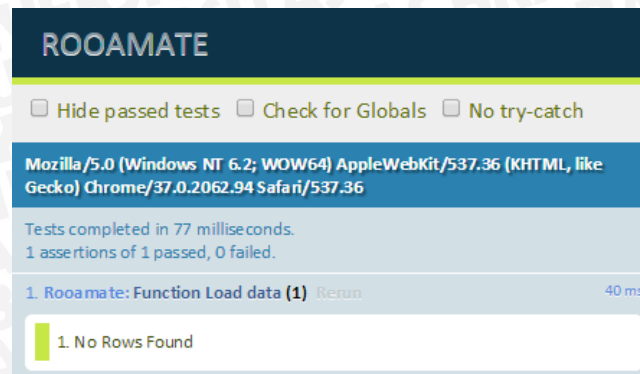 ROOAMATE
Hide passed tests Check for Globals No try-catch
Mozilla/5.0 (Windows NT 6.2; WOW64) AppleWebKit/537.36 (KHTML, like
Gecko) Chrome/37.0.2062.94 Safari/537.36
Tests completed in 77 milliseconds.
1 assertions of 1 passed, 0 failed.
1. Rooamate: Function Load data (1) Rerun 40 ms
1. No Rows Found